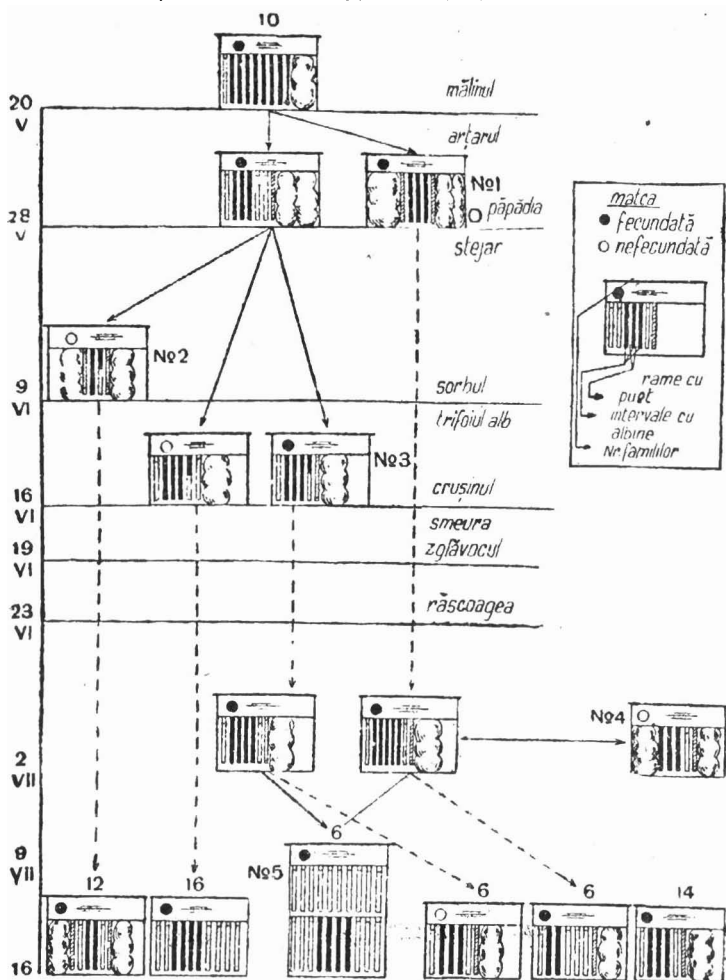 10
mălinul
20
V
arțarul
№1
păpădia
28
V
stejar
matca
fecundată
nefecundată
№2
9
VI
sorbul
trifoiul alb
rame cu
puet
intervale cu
albine
Nr. familiilor
№3
16
VI
crușinul
smeura
19
VI
zglăvocul
23
VI
răscoagea
№4
2
VII
6
№5
9
VII
12
16
6
6
14
16